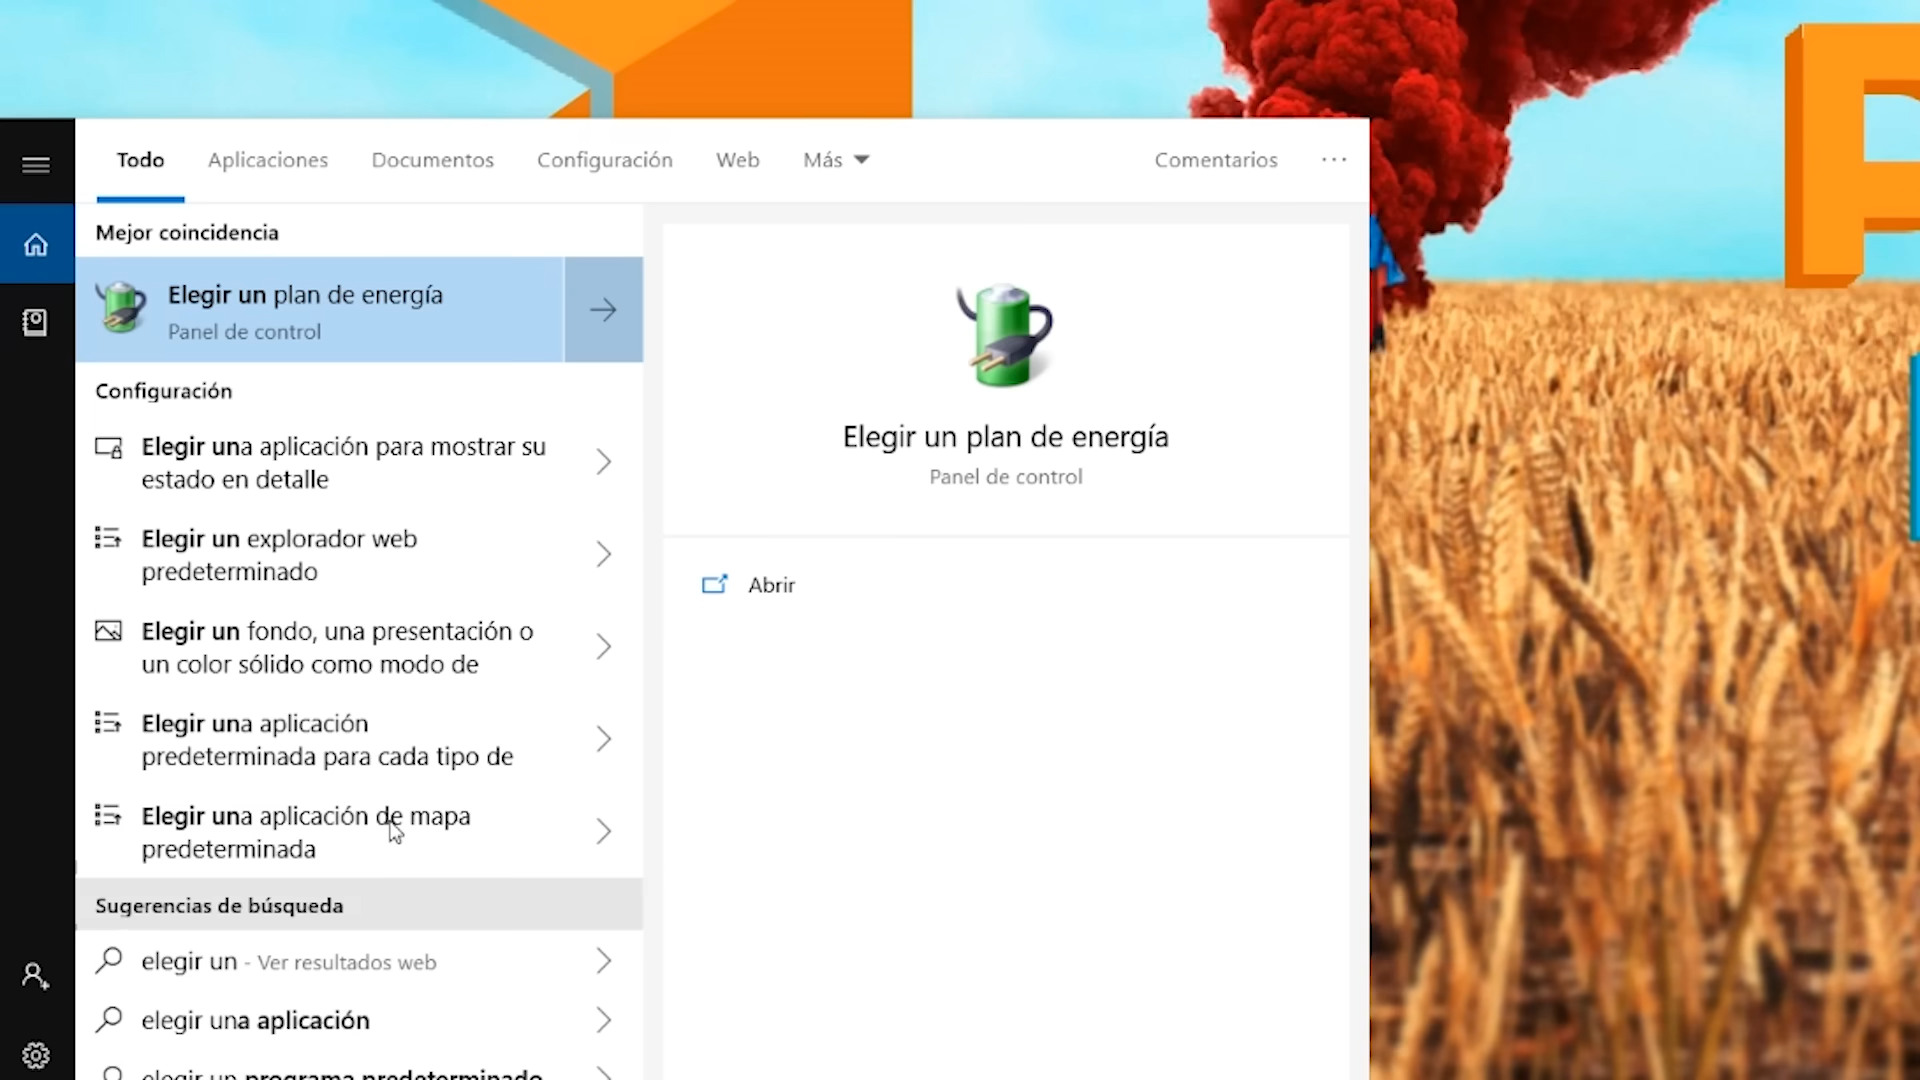 Todo Aplicaciones Documentos Configuración Web Más Comentarios
Mejor coincidencia
Elegir un plan de energía
Panel de control
Configuración
Elegir una aplicación para mostrar su
estado en detalle
Elegir un explorador web
predeterminado
Elegir un fondo, una presentación o
un color sólido como modo de
Elegir una aplicación
predeterminada para cada tipo de
Elegir una aplicación de mapa
predeterminada
Sugerencias de búsqueda
elegir un - Ver resultados web
elegir una aplicación
elegir un programa predeterminado
Elegir un plan de energía
Panel de control
Abrir
P